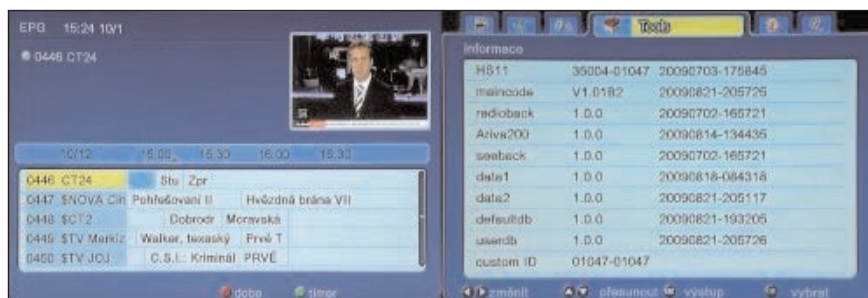 EPG 15:24 10/1
0446 CT24
10/12 15:00 15:30 16:00 16:30
0446 CT24 Stu Zpr
0447 $NOVA Cin Pohřešovaní II Hvězdná brána VII
0448 $CT2 Dobrodr Moravská
0449 $TV Markiz Walker, texaský Prvé T
0450 $TV JOJ C.S.I.: Kriminál PRVÉ
doba timer
Tools
Informace
HS11 35004-01047 20090703-175845
maincode V1.01B2 20090821-205726
radioback 1.0.0 20090702-165721
Ariva200 1.0.0 20090814-134435
seaback 1.0.0 20090702-165721
data1 1.0.0 20090818-084318
data2 1.0.0 20090821-205117
defaultdb 1.0.0 20090821-193205
userdb 1.0.0 20090821-205726
custom ID 01047-01047
změnit přesunout výstup vybrat